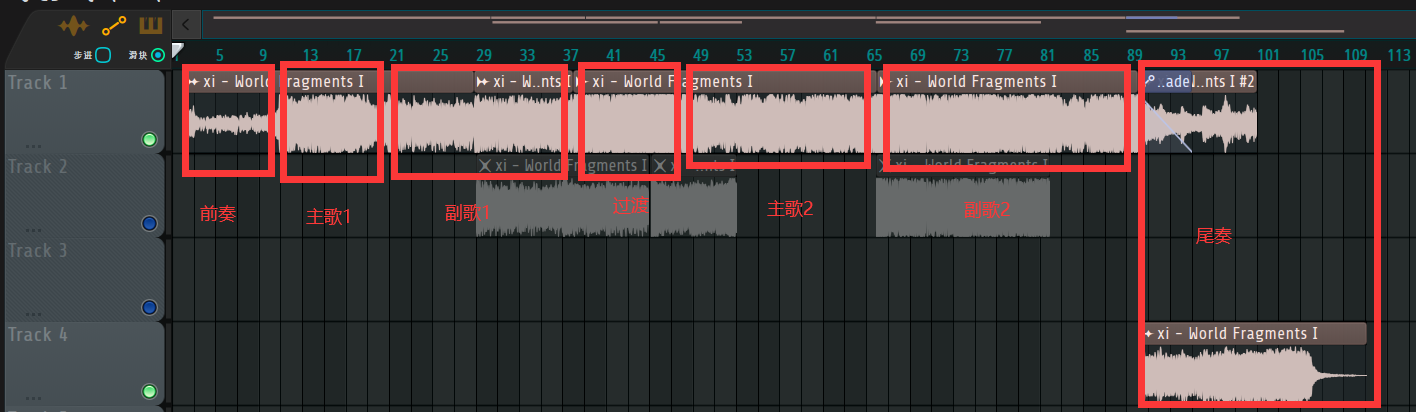 步进 滑块
5 9 13 17 21 25 29 33 37 41 45 49 53 57 61 65 69 73 77 81 85 89 93 97 101 105 109 113
Track 1
xi - World Fragments I
xi - W..nts I
xi - World Fragments I
xi - World Fragments I
..ade
..nts I #2
Track 2
xi - World Fragments I
xi - World Fragments I
前奏
主歌1
副歌1
过渡
主歌2
副歌2
尾奏
Track 3
Track 4
xi - World Fragments I